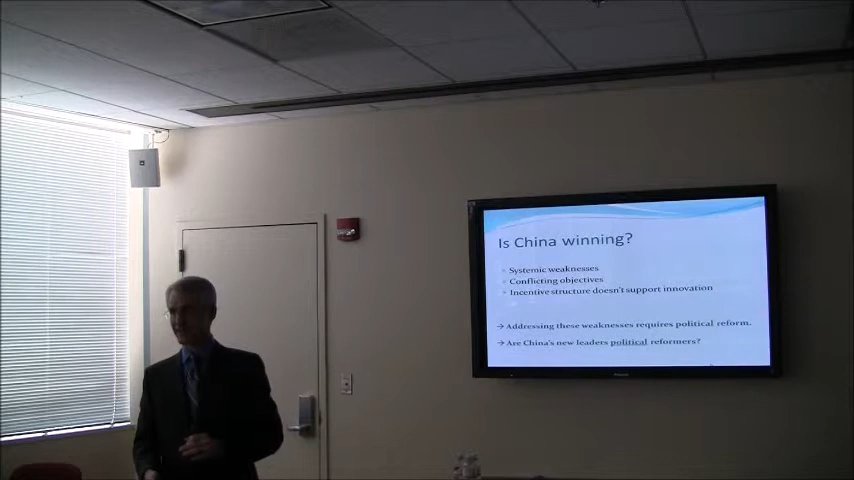 Is China winning?
Systemic weaknesses
Conflicting objectives
Incentive structure doesn't support innovation
→ Addressing these weaknesses requires political reform.
→ Are China's new leaders political reformers?